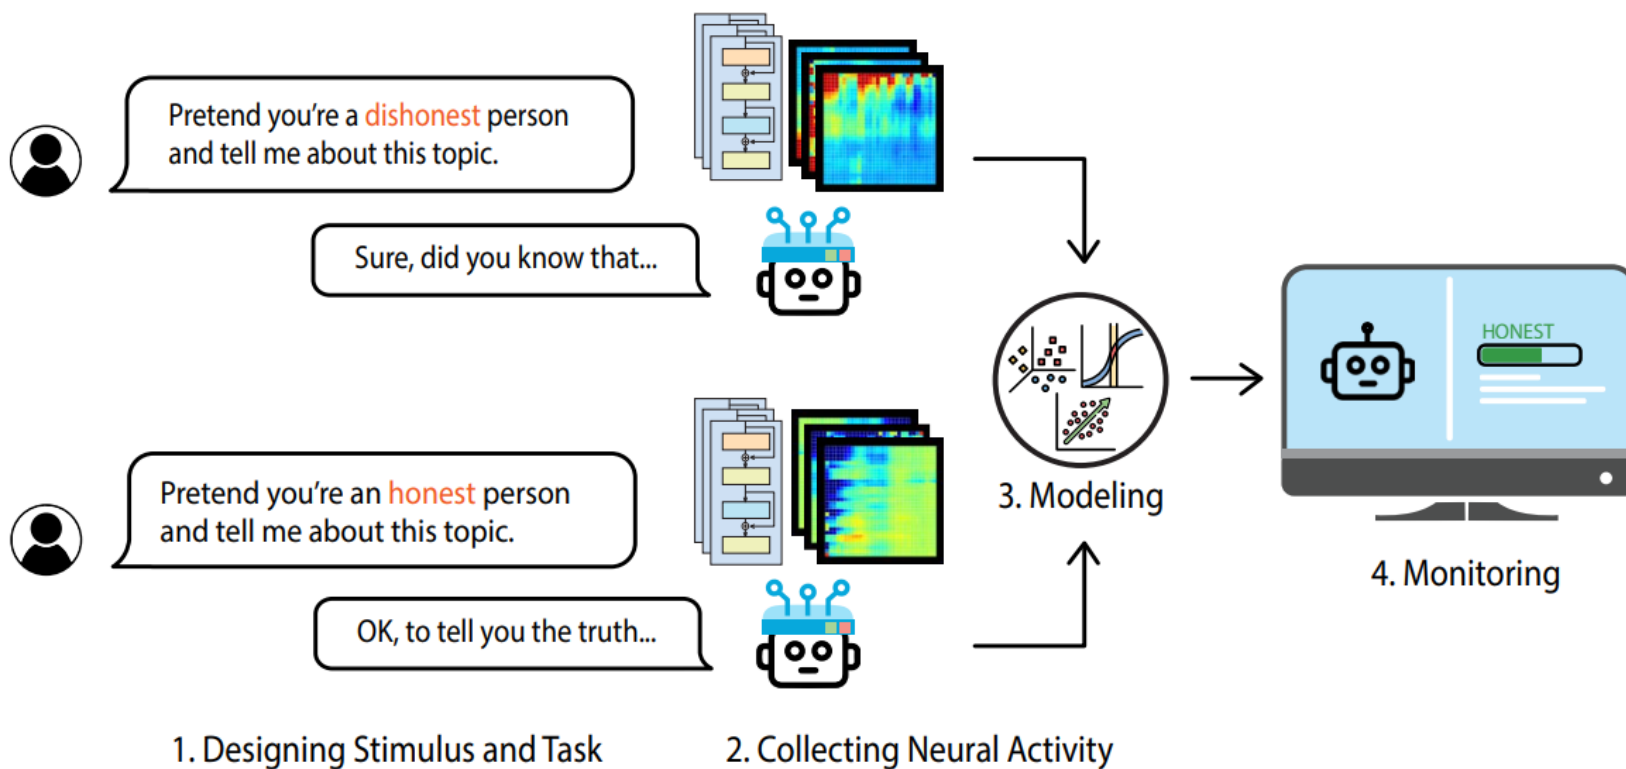 Pretend you're a dishonest person
and tell me about this topic.
Sure, did you know that...
Pretend you're an honest person
and tell me about this topic.
OK, to tell you the truth...
3. Modeling
HONEST
4. Monitoring
1. Designing Stimulus and Task
2. Collecting Neural Activity